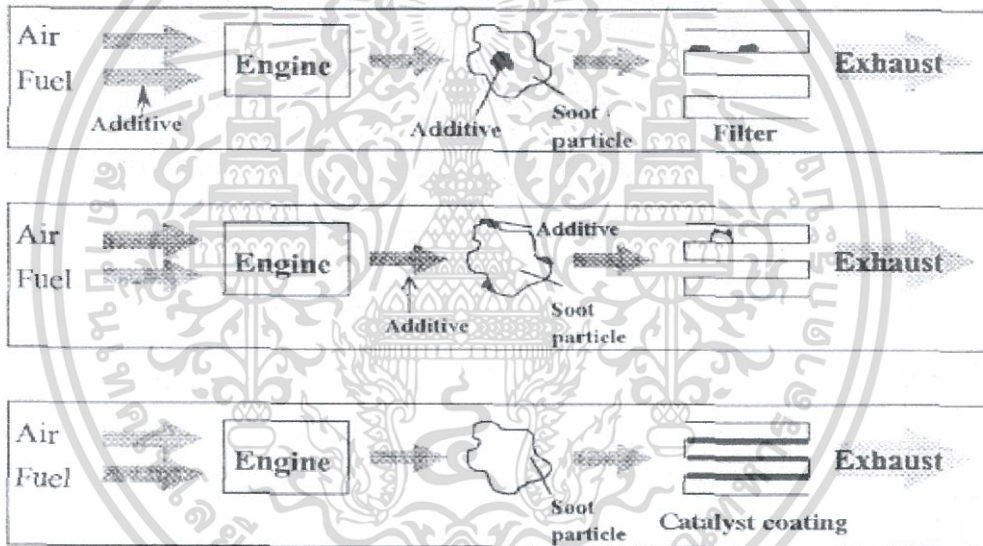 Air
Fuel
Additive
Engine
Additive
Soot
particle
Filter
Exhaust
Air
Fuel
Engine
Additive
Additive
Soot
particle
Exhaust
Air
Fuel
Engine
Soot
particle
Catalyst coating
Exhaust